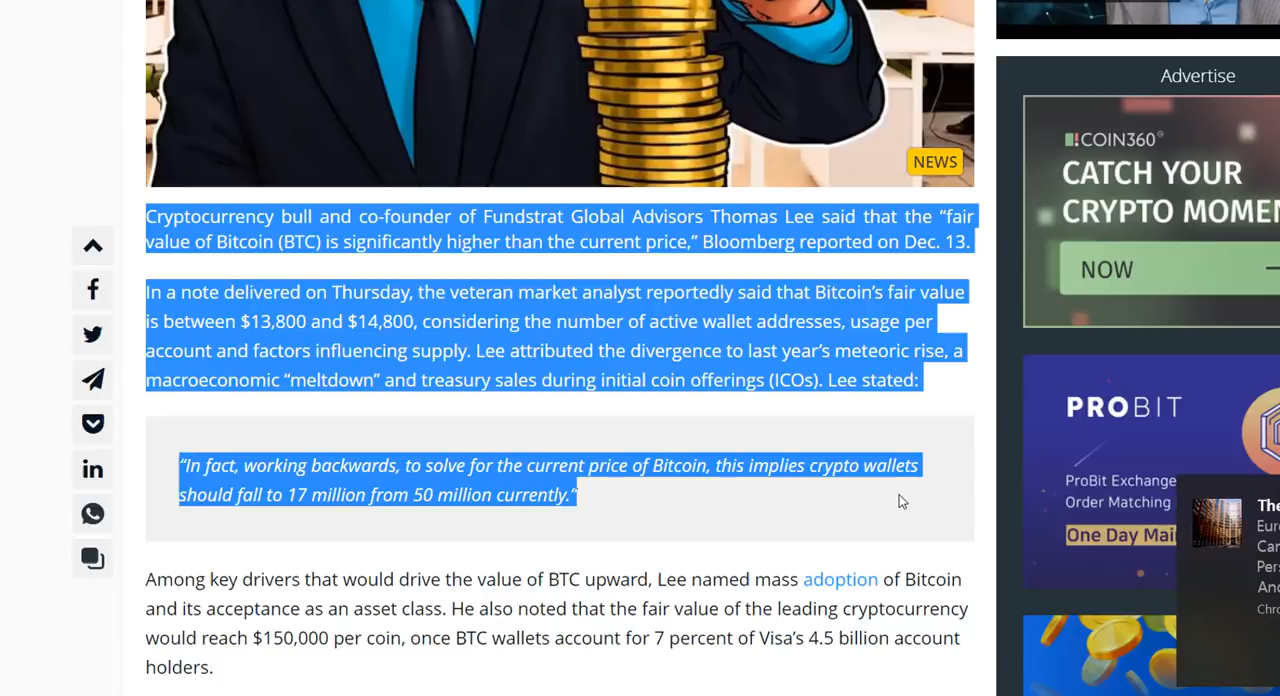 NEWS
Cryptocurrency bull and co-founder of Fundstrat Global Advisors Thomas Lee said that the “fair
value of Bitcoin (BTC) is significantly higher than the current price,” Bloomberg reported on Dec. 13.
In a note delivered on Thursday, the veteran market analyst reportedly said that Bitcoin’s fair value
is between $13,800 and $14,800, considering the number of active wallet addresses, usage per
account and factors influencing supply. Lee attributed the divergence to last year’s meteoric rise, a
macroeconomic “meltdown” and treasury sales during initial coin offerings (ICOs). Lee stated:
“In fact, working backwards, to solve for the current price of Bitcoin, this implies crypto wallets
should fall to 17 million from 50 million currently.”
Among key drivers that would drive the value of BTC upward, Lee named mass adoption of Bitcoin
and its acceptance as an asset class. He also noted that the fair value of the leading cryptocurrency
would reach $150,000 per coin, once BTC wallets account for 7 percent of Visa’s 4.5 billion account
holders.
Advertise
COIN360
CATCH YOUR
CRYPTO MOMEN
NOW
PROBIT
ProBit Exchange
Order Matching
One Day Mai
The
Euro
Can
Pers
And
Chro